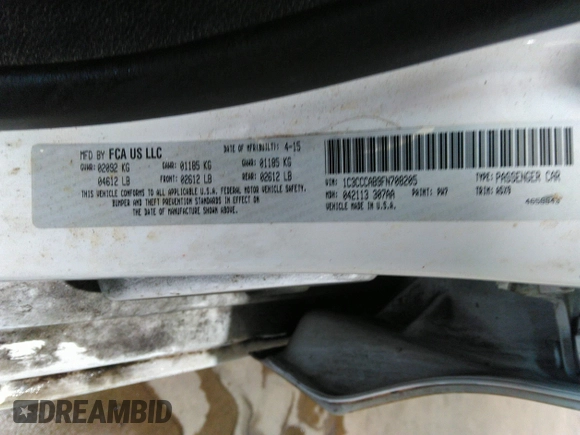 MFD BY FCA US LLC DATE OF MFR(BUILT): 4-15
GVWR: 02092 KG GAWR: 01185 KG GAWR: 01185 KG
04612 LB FRONT: 02612 LB REAR: 02612 LB
THIS VEHICLE CONFORMS TO ALL APPLICABLE U.S.A. FEDERAL MOTOR VEHICLE SAFETY,
BUMPER AND THEFT PREVENTION STANDARDS IN EFFECT ON
THE DATE OF MANUFACTURE SHOWN ABOVE.
VIN: 1C3CCCAB9FN708205 TYPE: PASSENGER CAR
MDH: 042113 307AA PAINT: PW7 TRIM: A5X9
VEHICLE MADE IN U.S.A.
DREAMBID